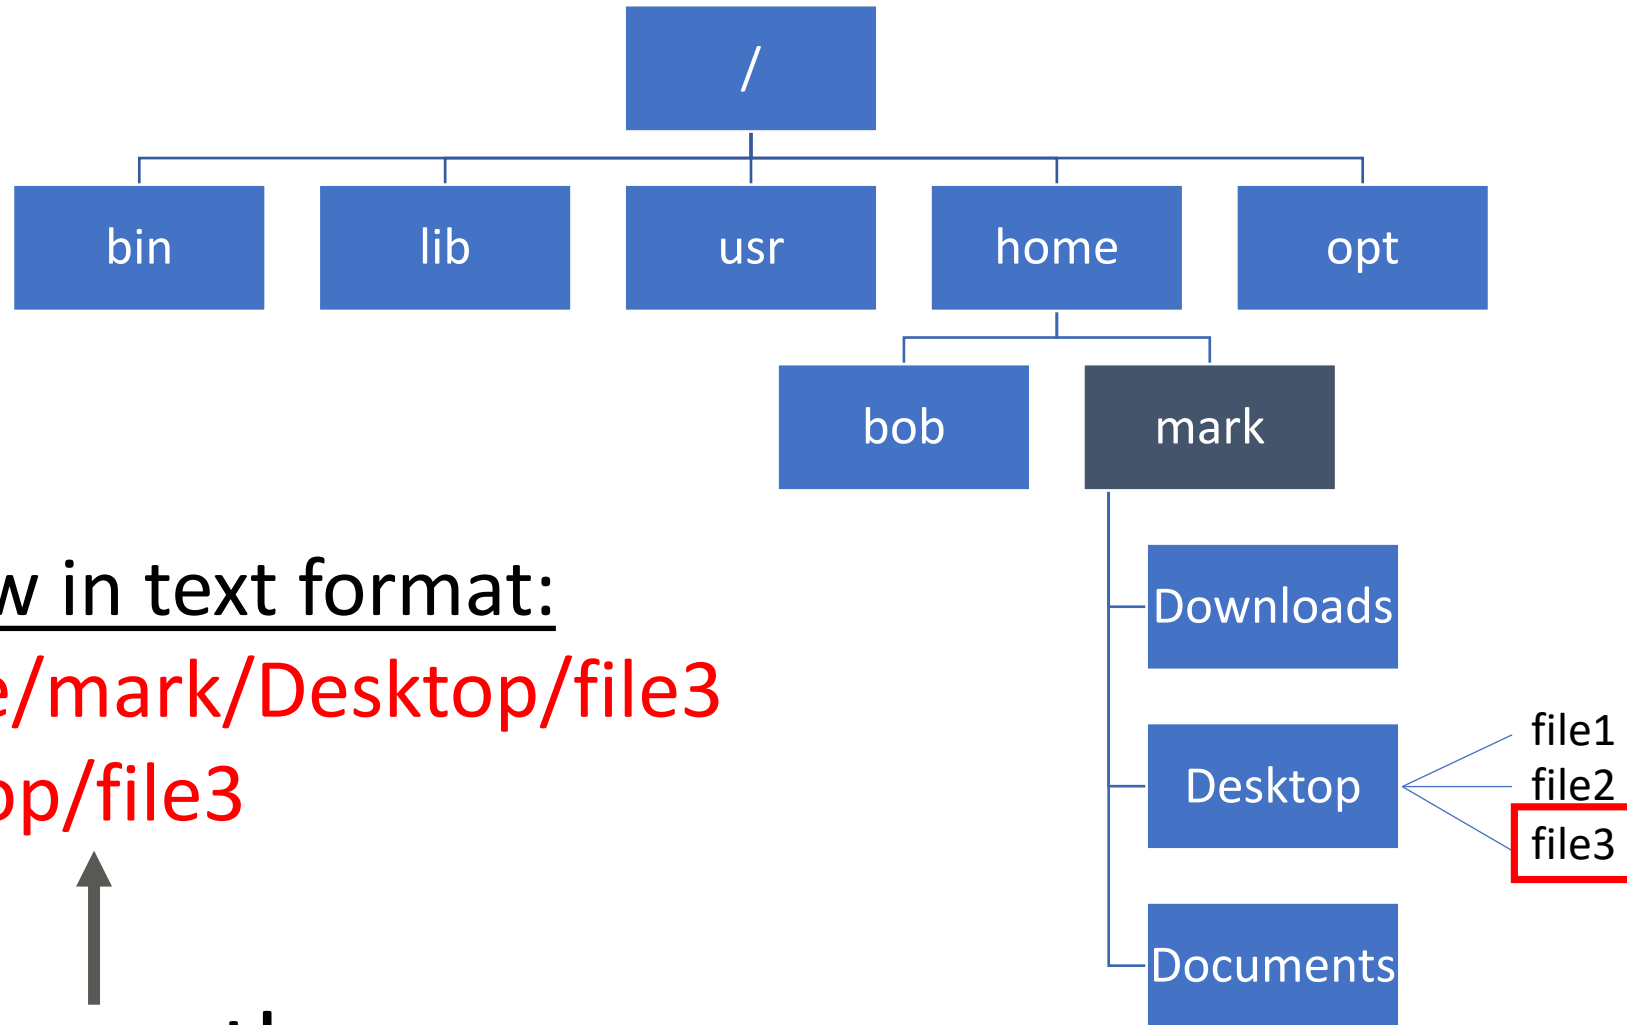 /
bin lib usr home opt
bob mark
w in text format:
Downloads
e/mark/Desktop/file3
file1
Desktop
file2
op/file3
file3
Documents